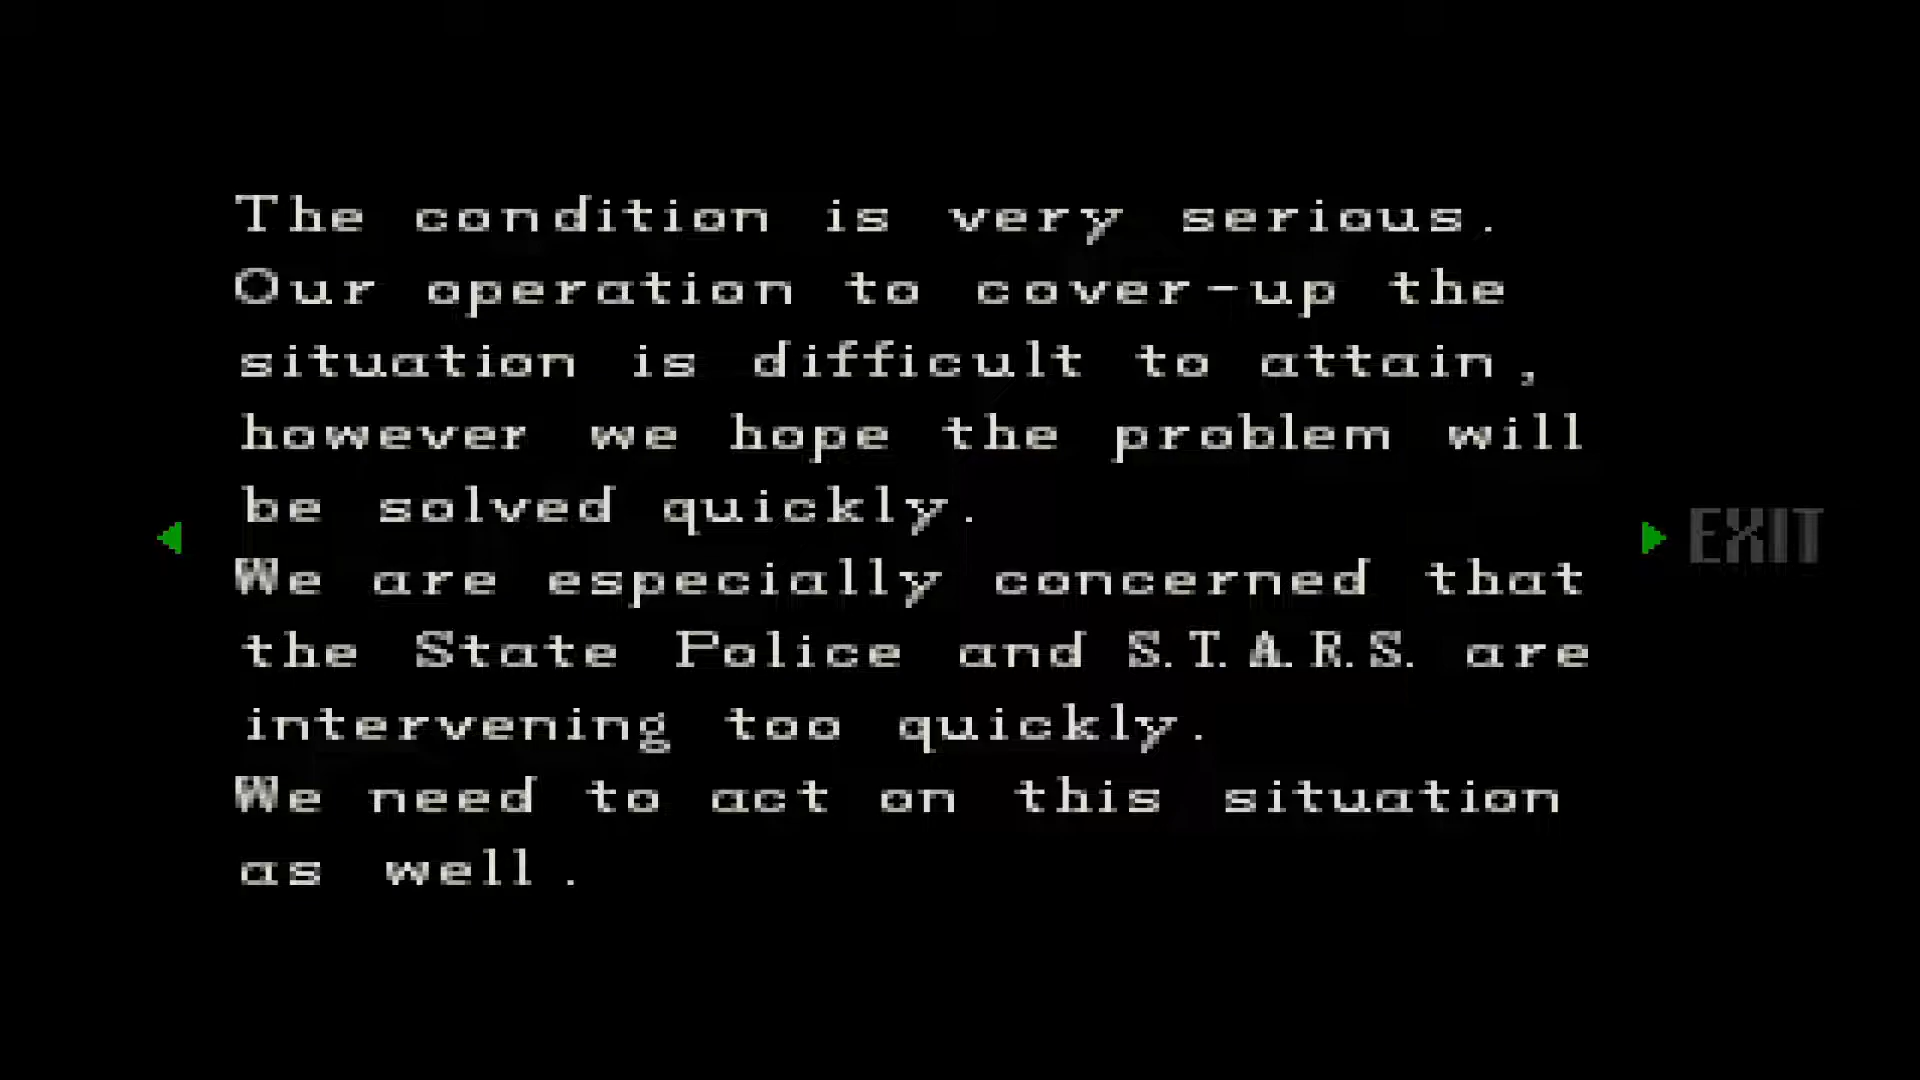 The condition is very serious.
Our operation to cover-up the
situation is difficult to attain,
however we hope the problem will
be solved quickly.
We are especially concerned that
the State Police and S.T.A.R.S. are
intervening too quickly.
We need to act on this situation
as well.
EXIT